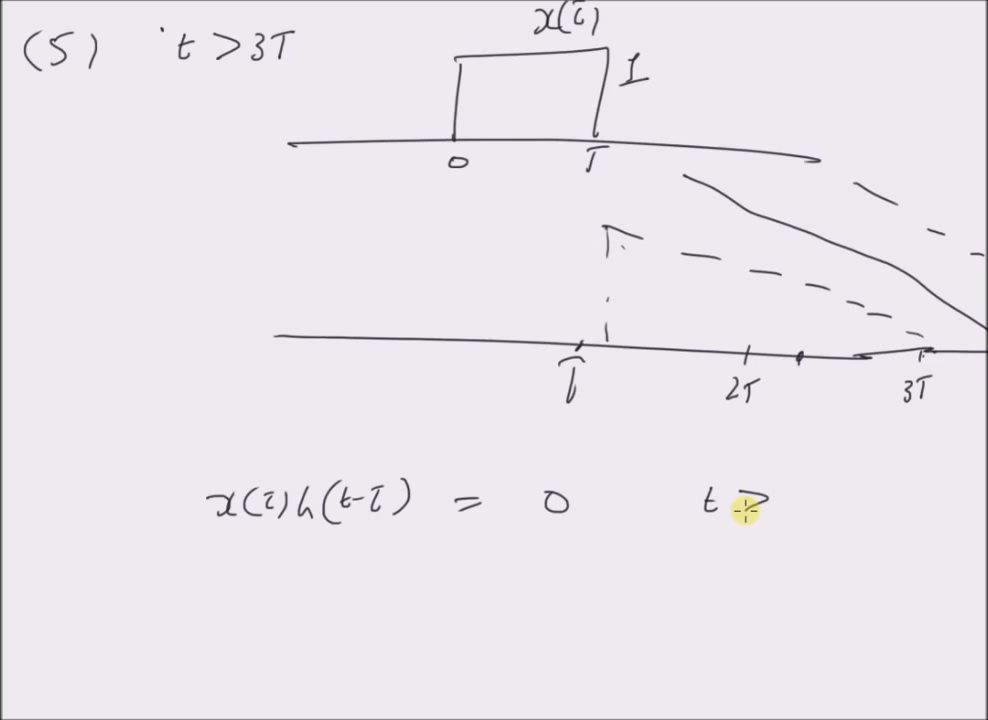 (5) t > 3T
x(τ)
1
0 T
T 2T 3T
x(τ)h(t-τ) = 0 t >